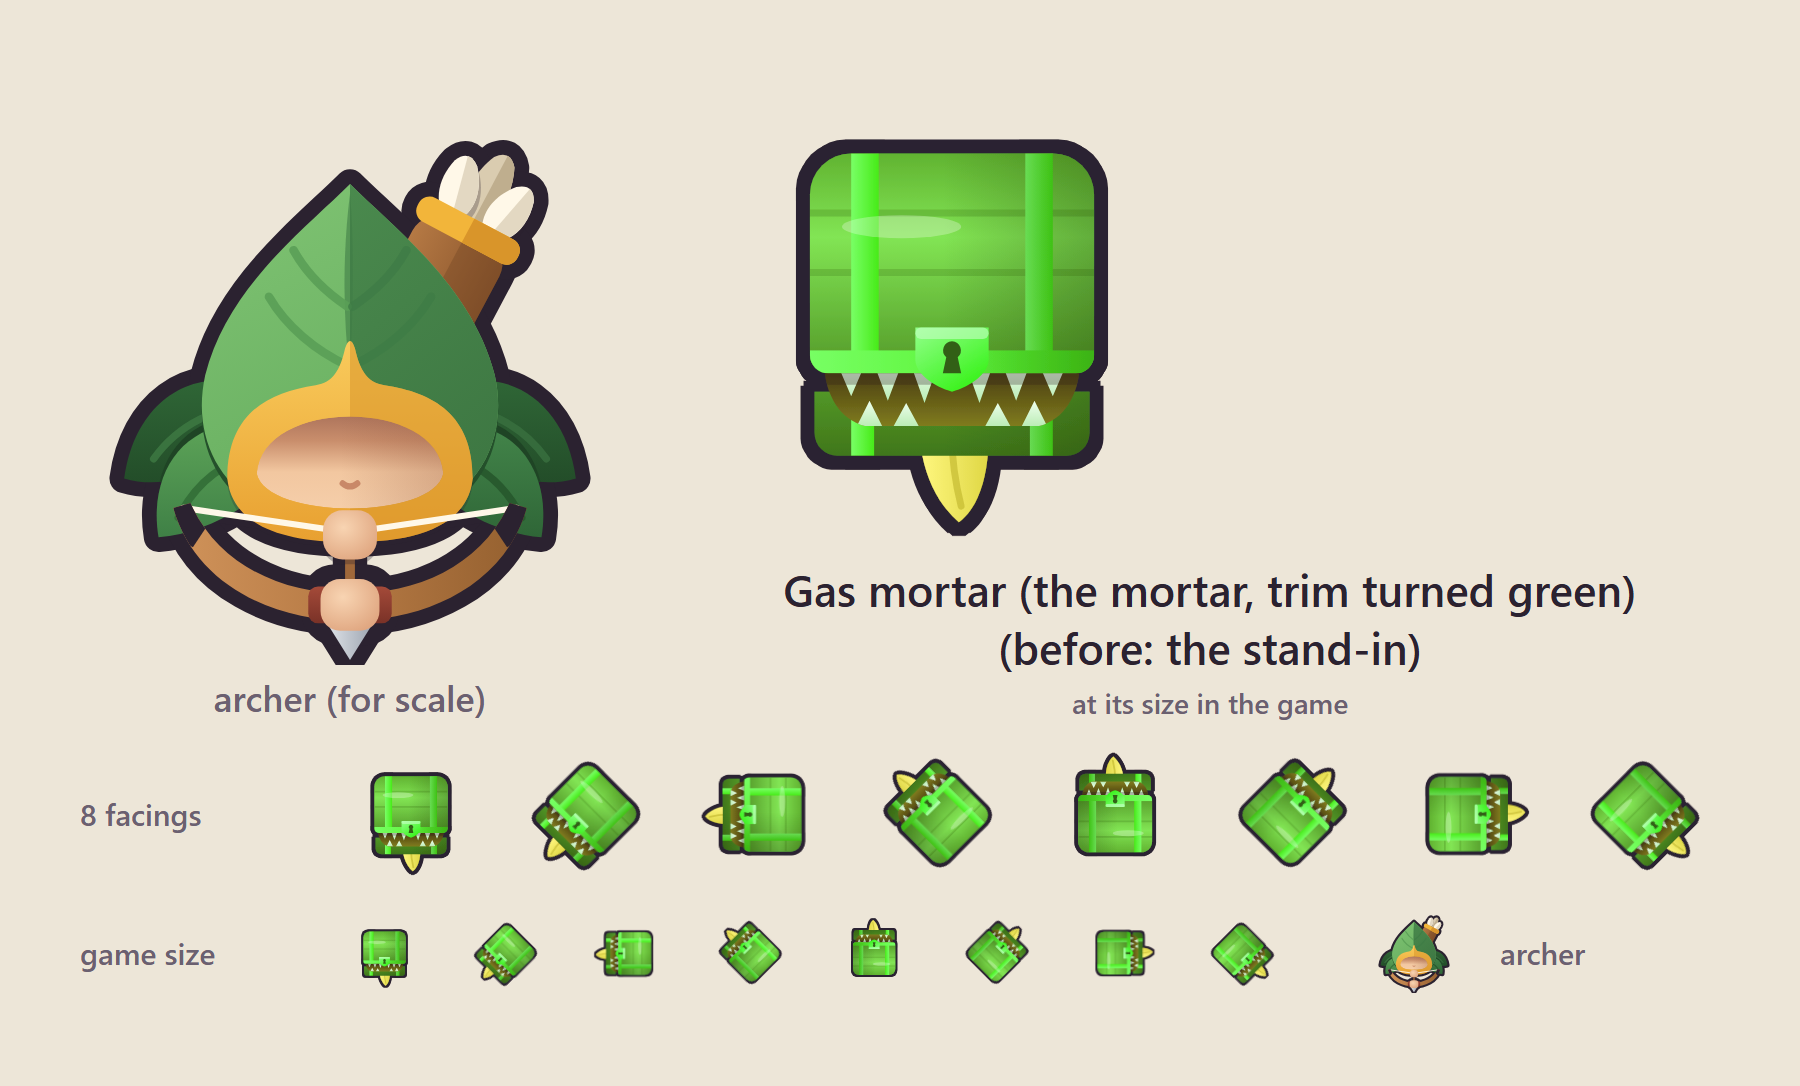 Gas mortar (the mortar, trim turned green)
(before: the stand-in)
archer (for scale)
at its size in the game
8 facings
game size
archer